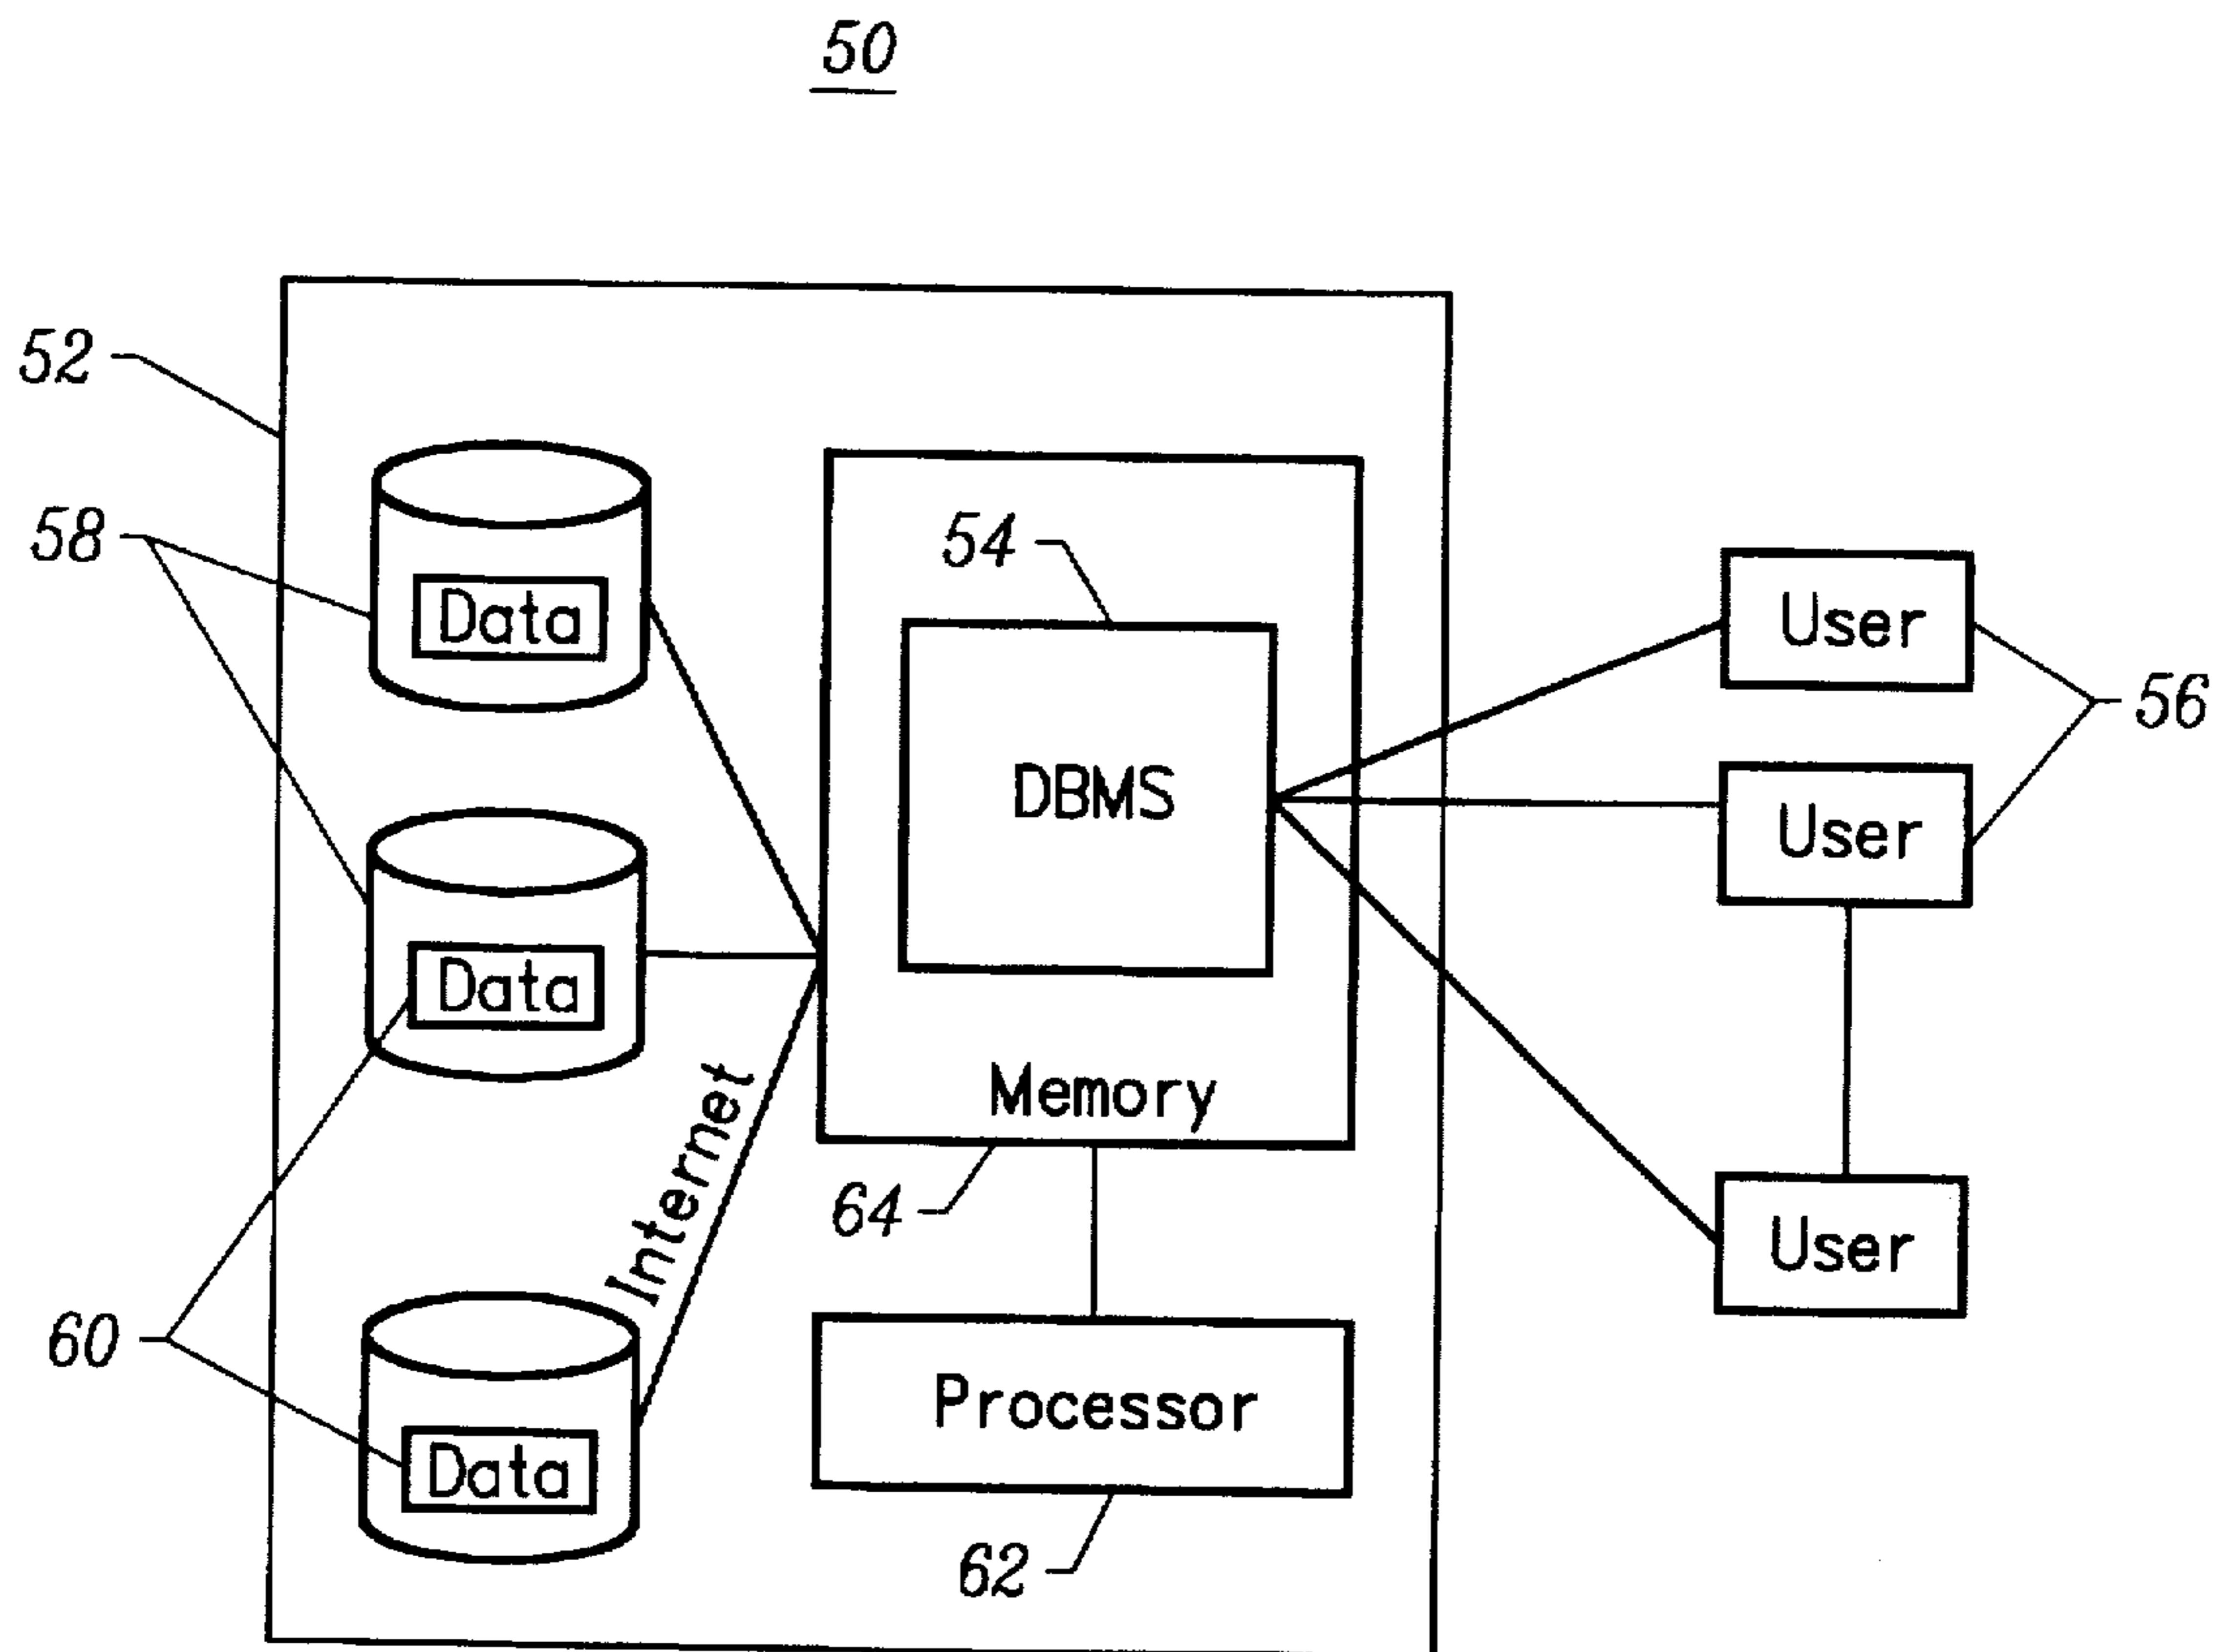 50
52
58
Data
54
User
56
DBMS
User
Data
Memory
Internet
64
User
60
Processor
Data
62